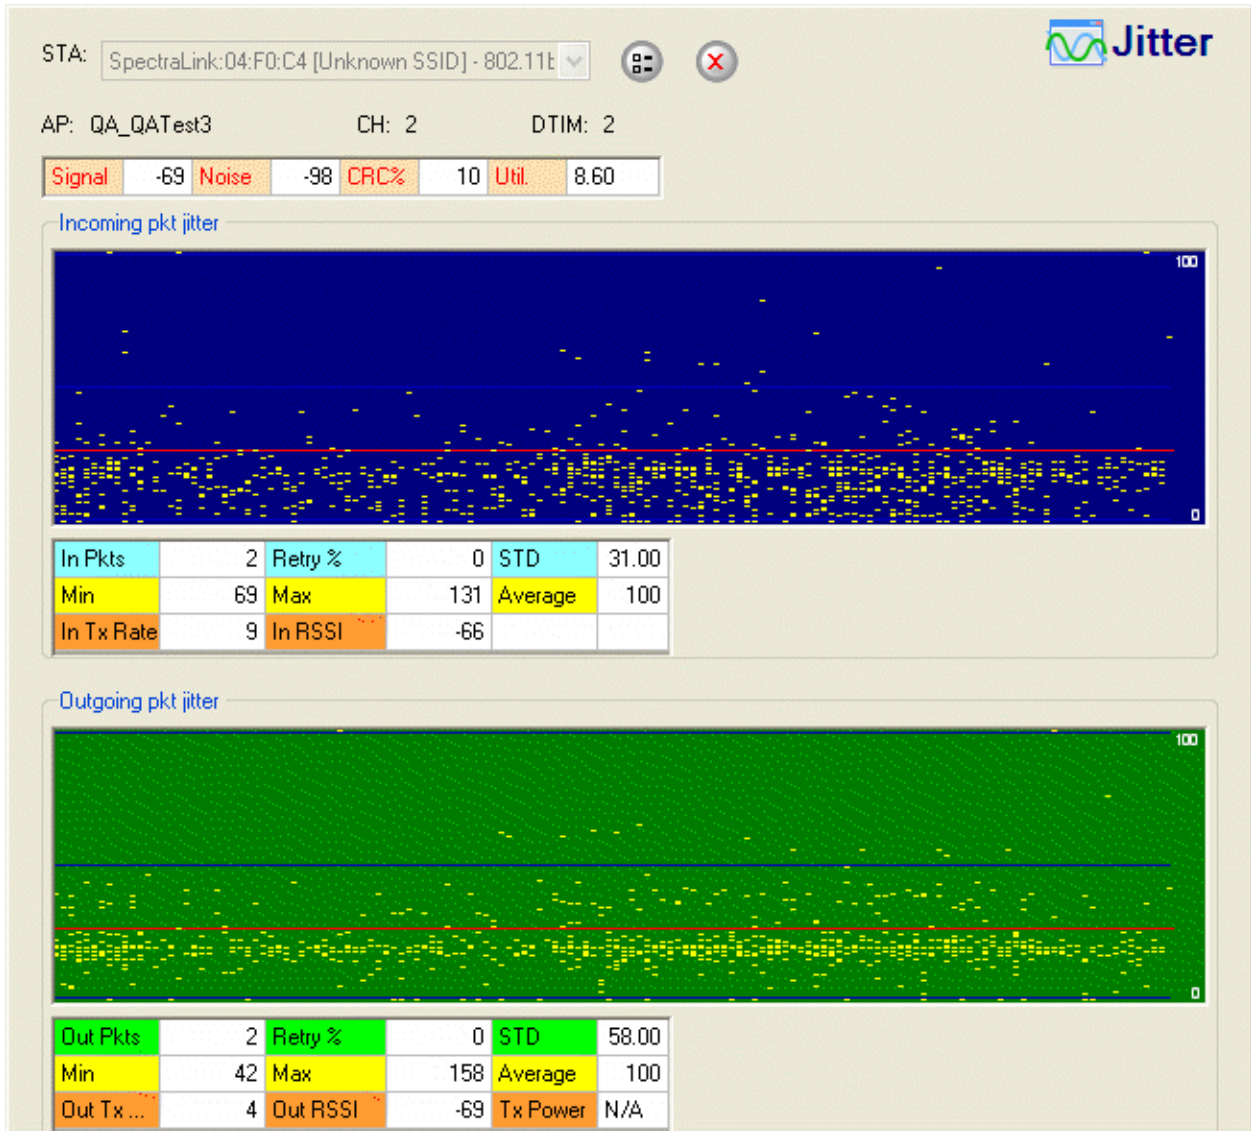 Jitter
STA: SpectraLink:04:F0:C4 [Unknown SSID] - 802.11b
AP: QA_QATest3 CH: 2 DTIM: 2
Signal -69 Noise -98 CRC% 10 Util. 8.60
Incoming pkt jitter
100
0
In Pkts 2 Retry % 0 STD 31.00
Min 69 Max 131 Average 100
In Tx Rate 9 In RSSI -66
Outgoing pkt jitter
100
0
Out Pkts 2 Retry % 0 STD 58.00
Min 42 Max 158 Average 100
Out Tx ... 4 Out RSSI -69 Tx Power N/A